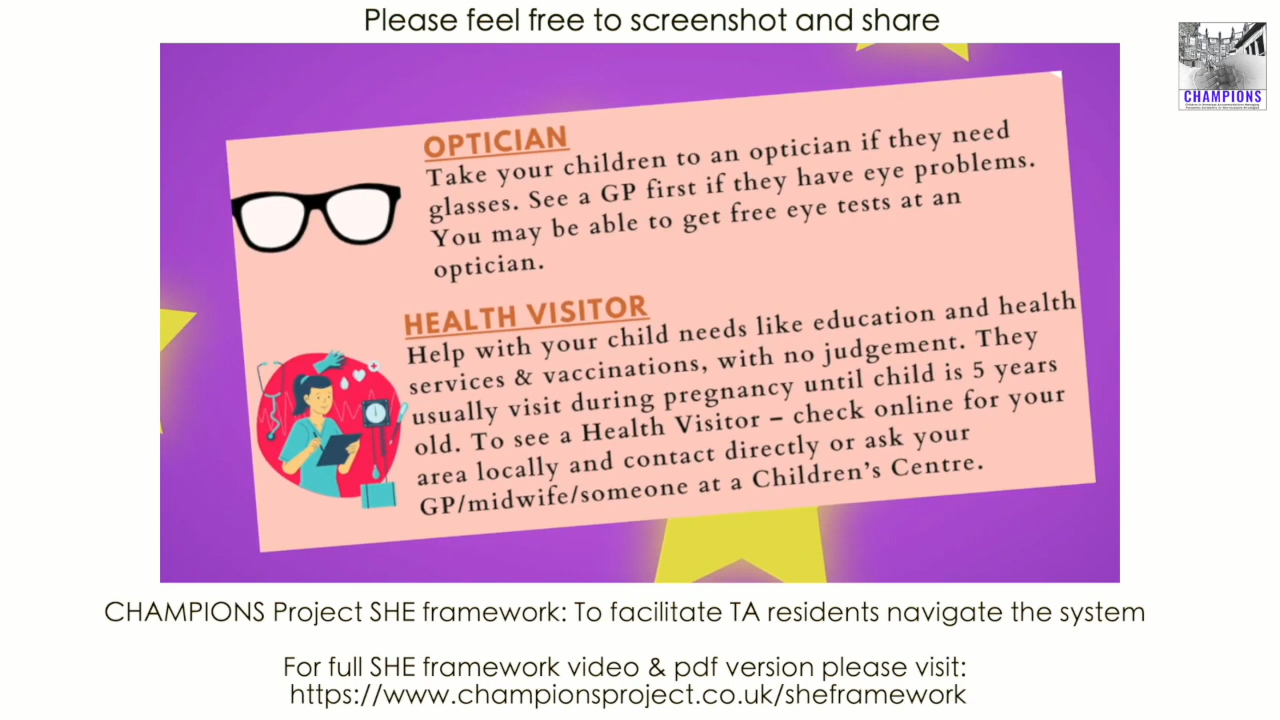 Please feel free to screenshot and share
CHAMPIONS
OPTICIAN
Take your children to an optician if they need
glasses. See a GP first if they have eye problems.
You may be able to get free eye tests at an
optician.
HEALTH VISITOR
Help with your child needs like education and health
services & vaccinations, with no judgement. They
usually visit during pregnancy until child is 5 years
old. To see a Health Visitor – check online for your
area locally and contact directly or ask your
GP/midwife/someone at a Children's Centre.
CHAMPIONS Project SHE framework: To facilitate TA residents navigate the system
For full SHE framework video & pdf version please visit:
https://www.championsproject.co.uk/sheframework